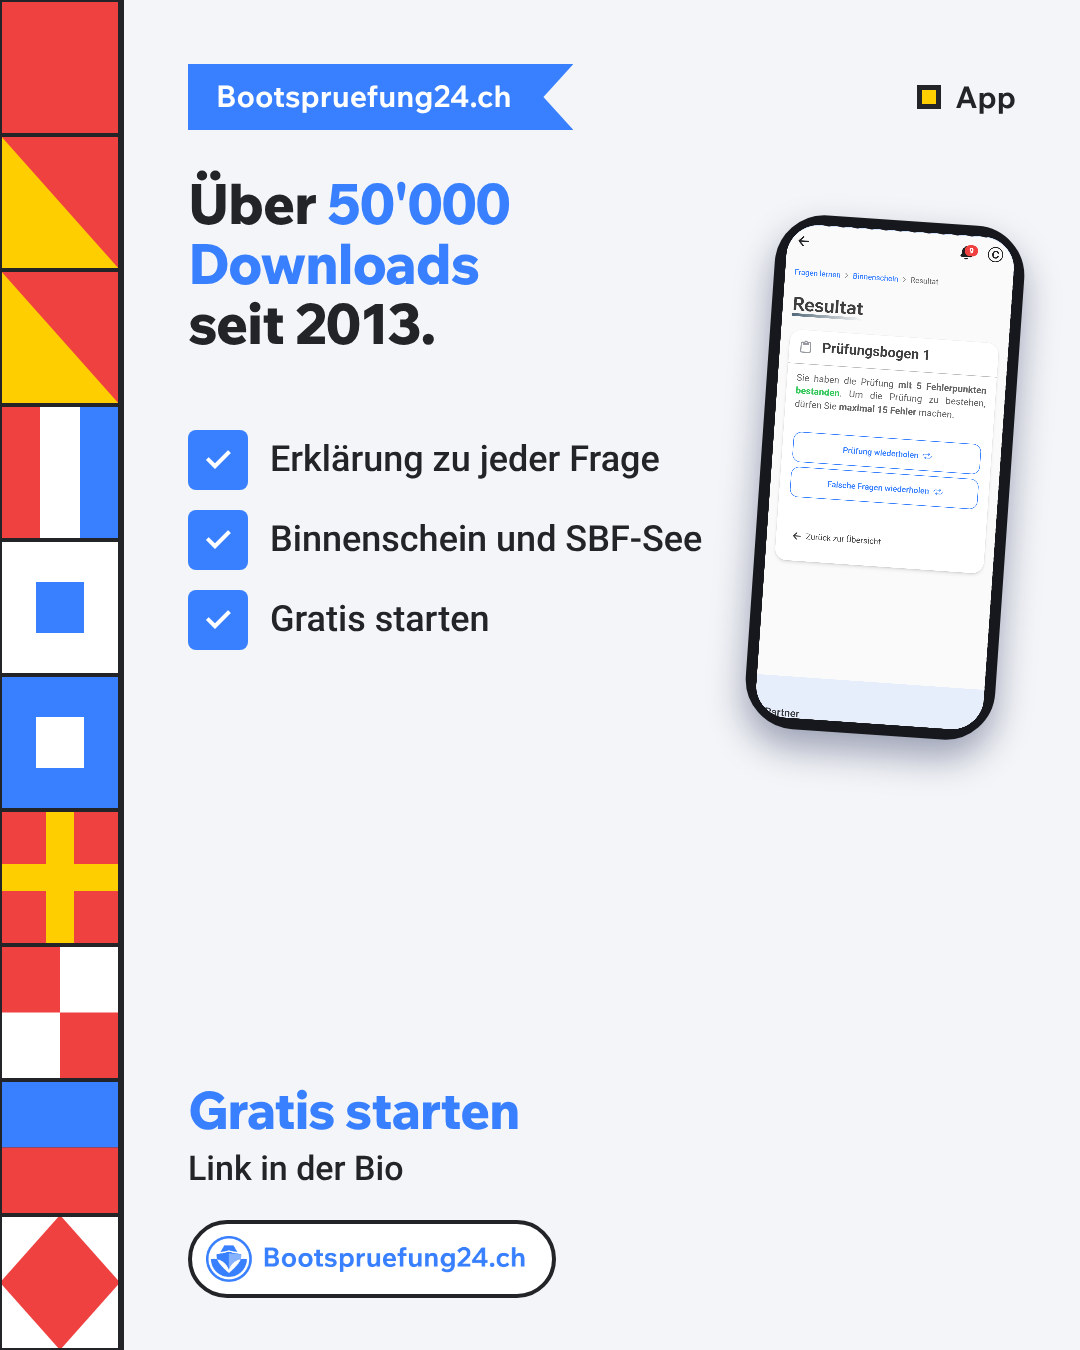 Bootspruefung24.ch
App
Über 50'000
Downloads
seit 2013.
Erklärung zu jeder Frage
Binnenschein und SBF-See
Gratis starten
9
C
Fragen lernen > Binnenschein > Resultat
Resultat
Prüfungsbogen 1
Sie haben die Prüfung mit 5 Fehlerpunkten
bestanden. Um die Prüfung zu bestehen,
dürfen Sie maximal 15 Fehler machen.
Prüfung wiederholen
Falsche Fragen wiederholen
Zurück zur Übersicht
Partner
Gratis starten
Link in der Bio
Bootspruefung24.ch